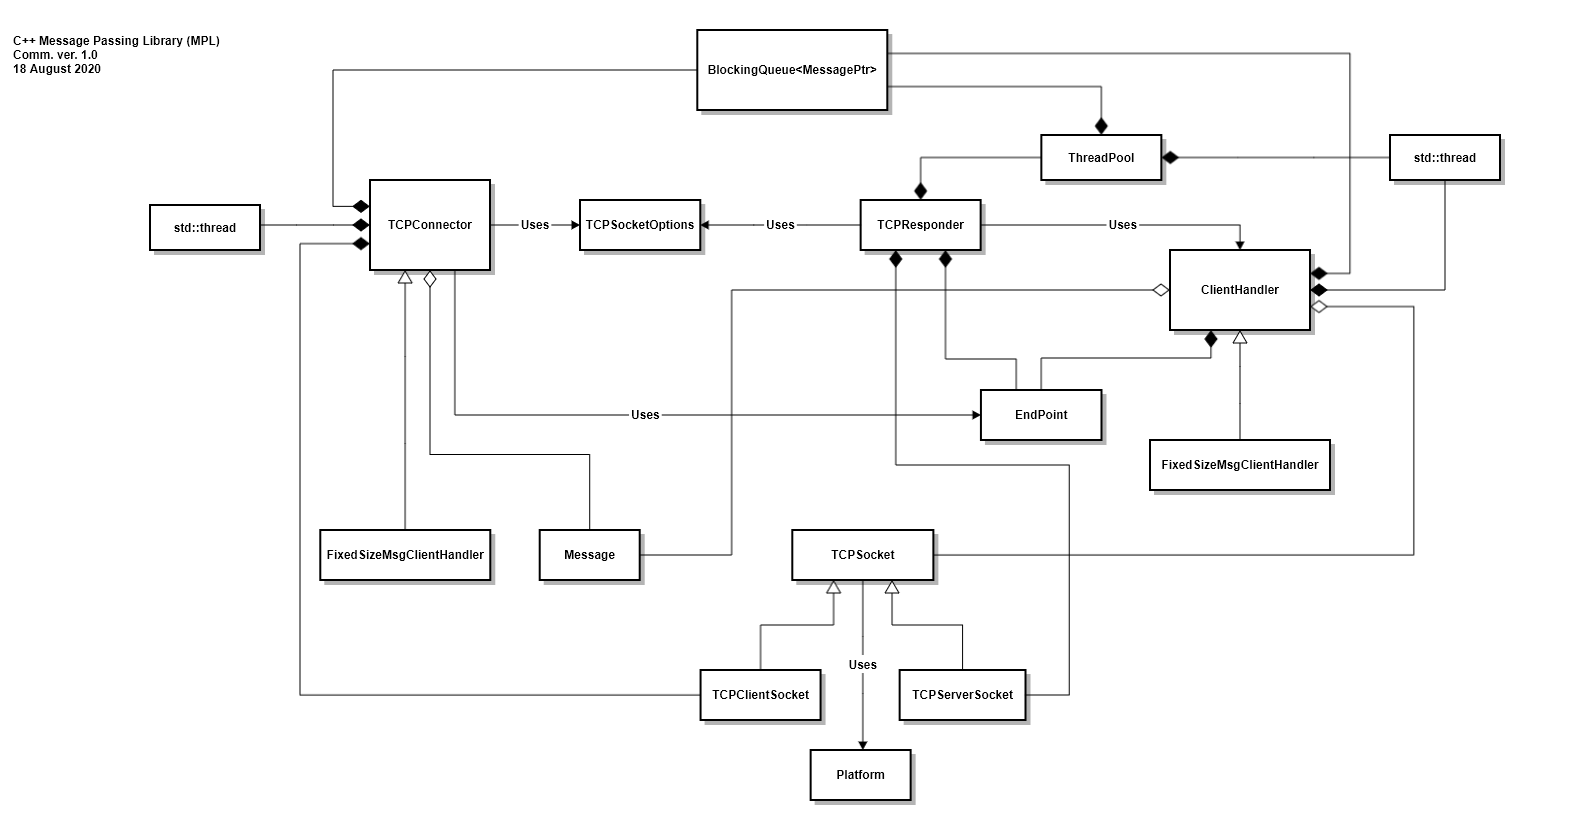 C++ Message Passing Library (MPL)
Comm. ver. 1.0
18 August 2020
BlockingQueue<MessagePtr>
ThreadPool
std::thread
std::thread
TCPConnector
Uses
TCPSocketOptions
Uses
TCPResponder
Uses
ClientHandler
Uses
EndPoint
FixedSizeMsgClientHandler
FixedSizeMsgClientHandler
Message
TCPSocket
Uses
TCPClientSocket
TCPServerSocket
Platform